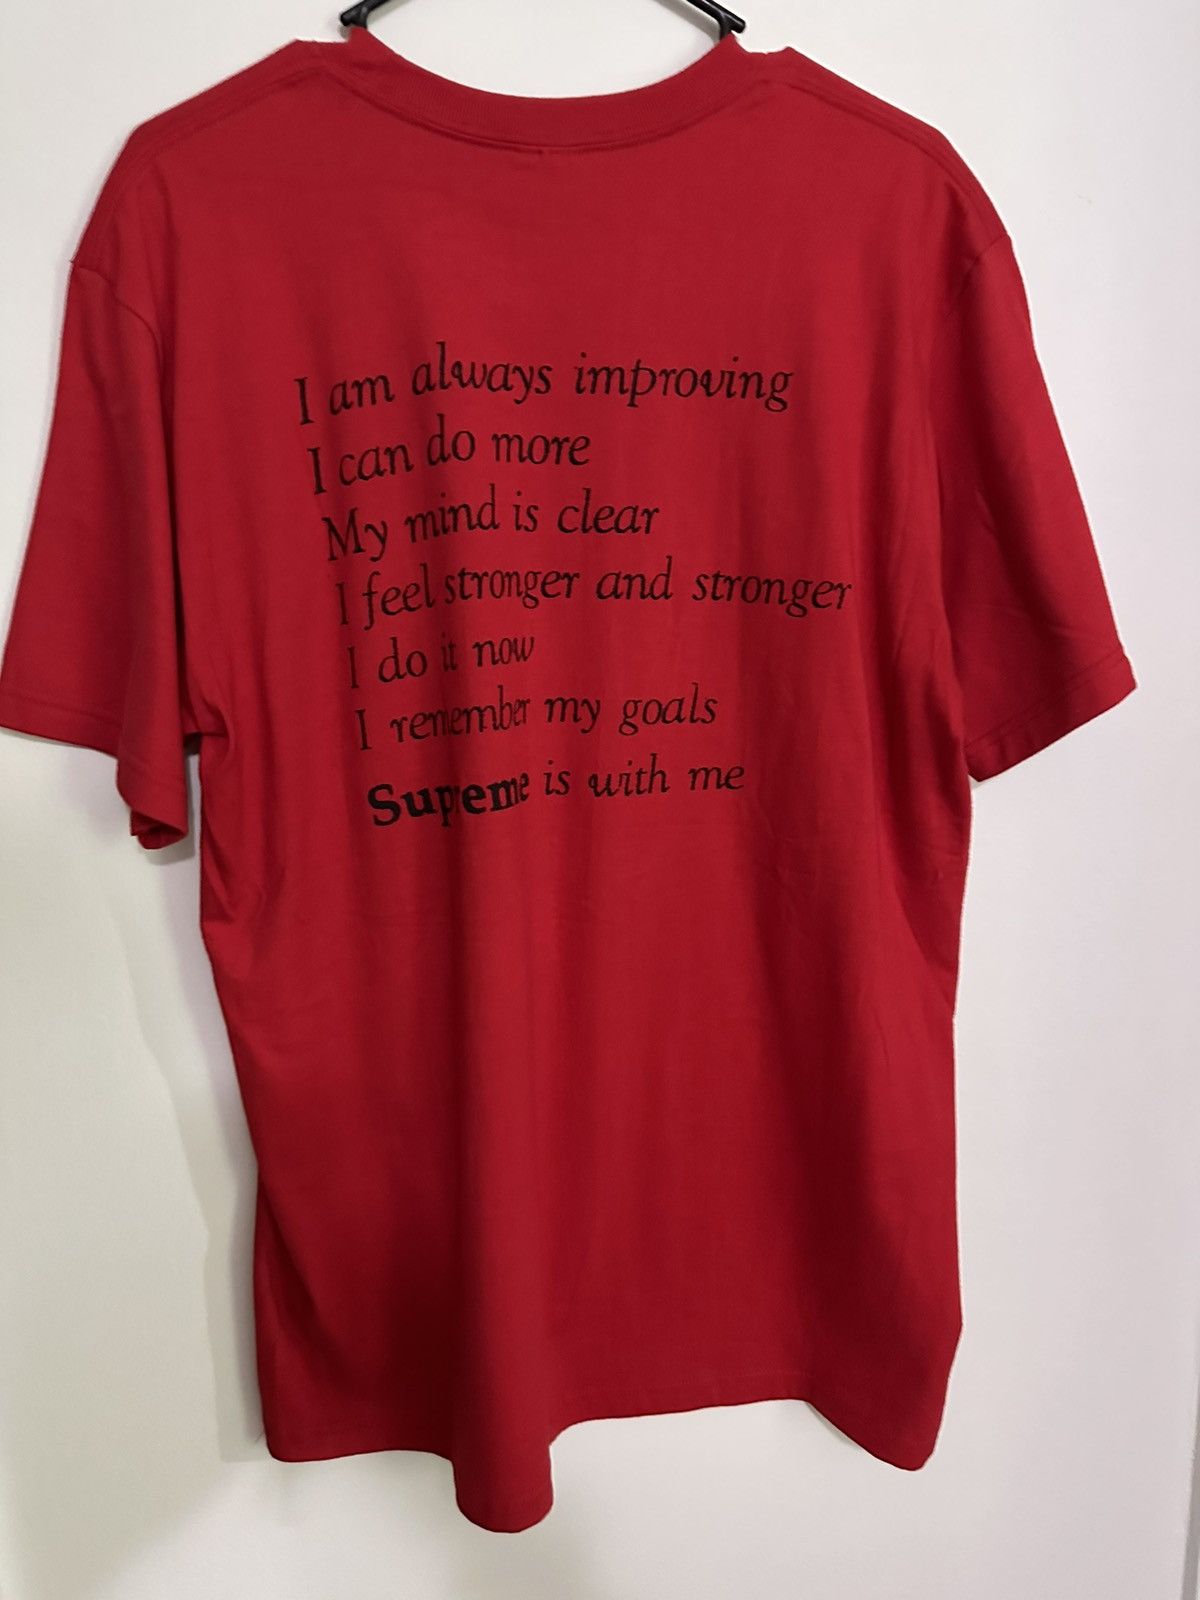 I am always improving
I can do more
My mind is clear
I feel stronger and stronger
I do it now
I remember my goals
Supreme is with me